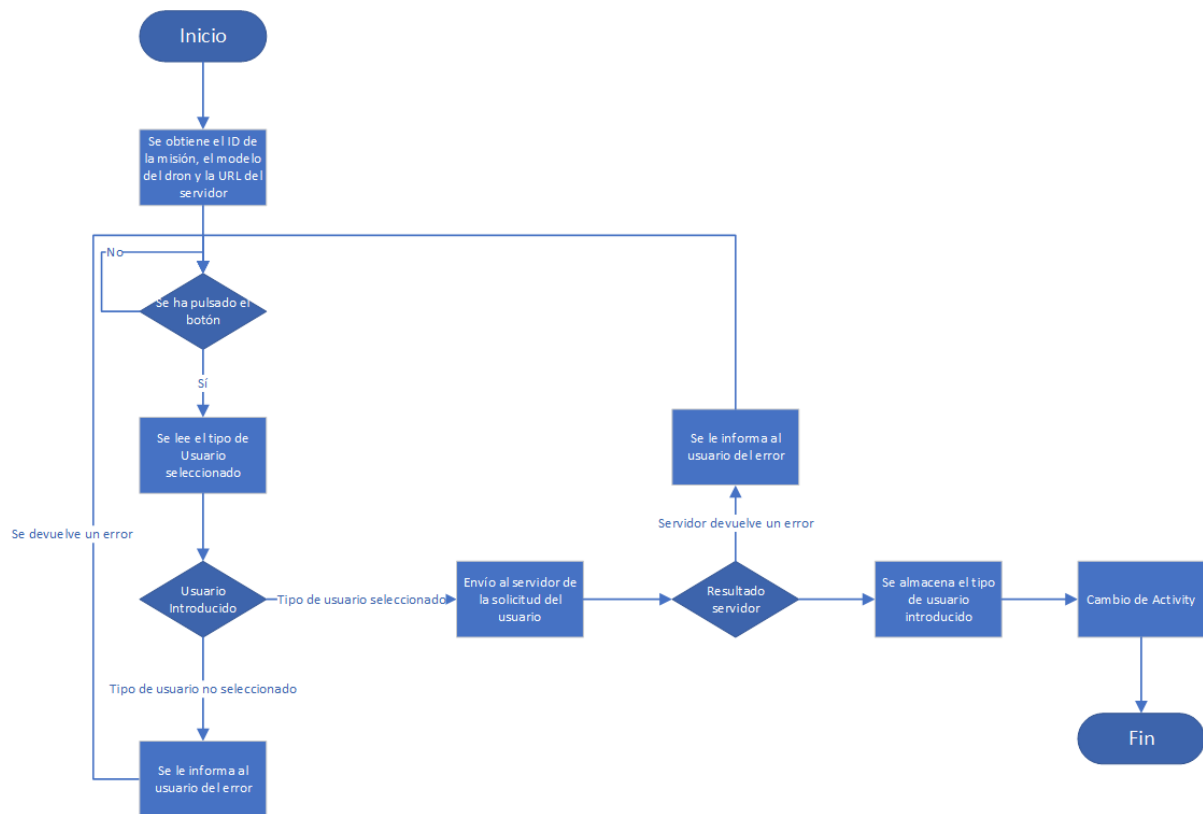 Inicio
Se obtiene el ID de
la misión, el modelo
del dron y la URL del
servidor
No
Se ha pulsado el
botón
Sí
Se lee el tipo de
Usuario
seleccionado
Se le informa al
usuario del error
Se devuelve un error
Servidor devuelve un error
Usuario
Introducido
Tipo de usuario seleccionado
Envío al servidor de
la solicitud del
usuario
Resultado
servidor
Se almacena el tipo
de usuario
introducido
Cambio de Activity
Tipo de usuario no seleccionado
Fin
Se le informa al
usuario del error